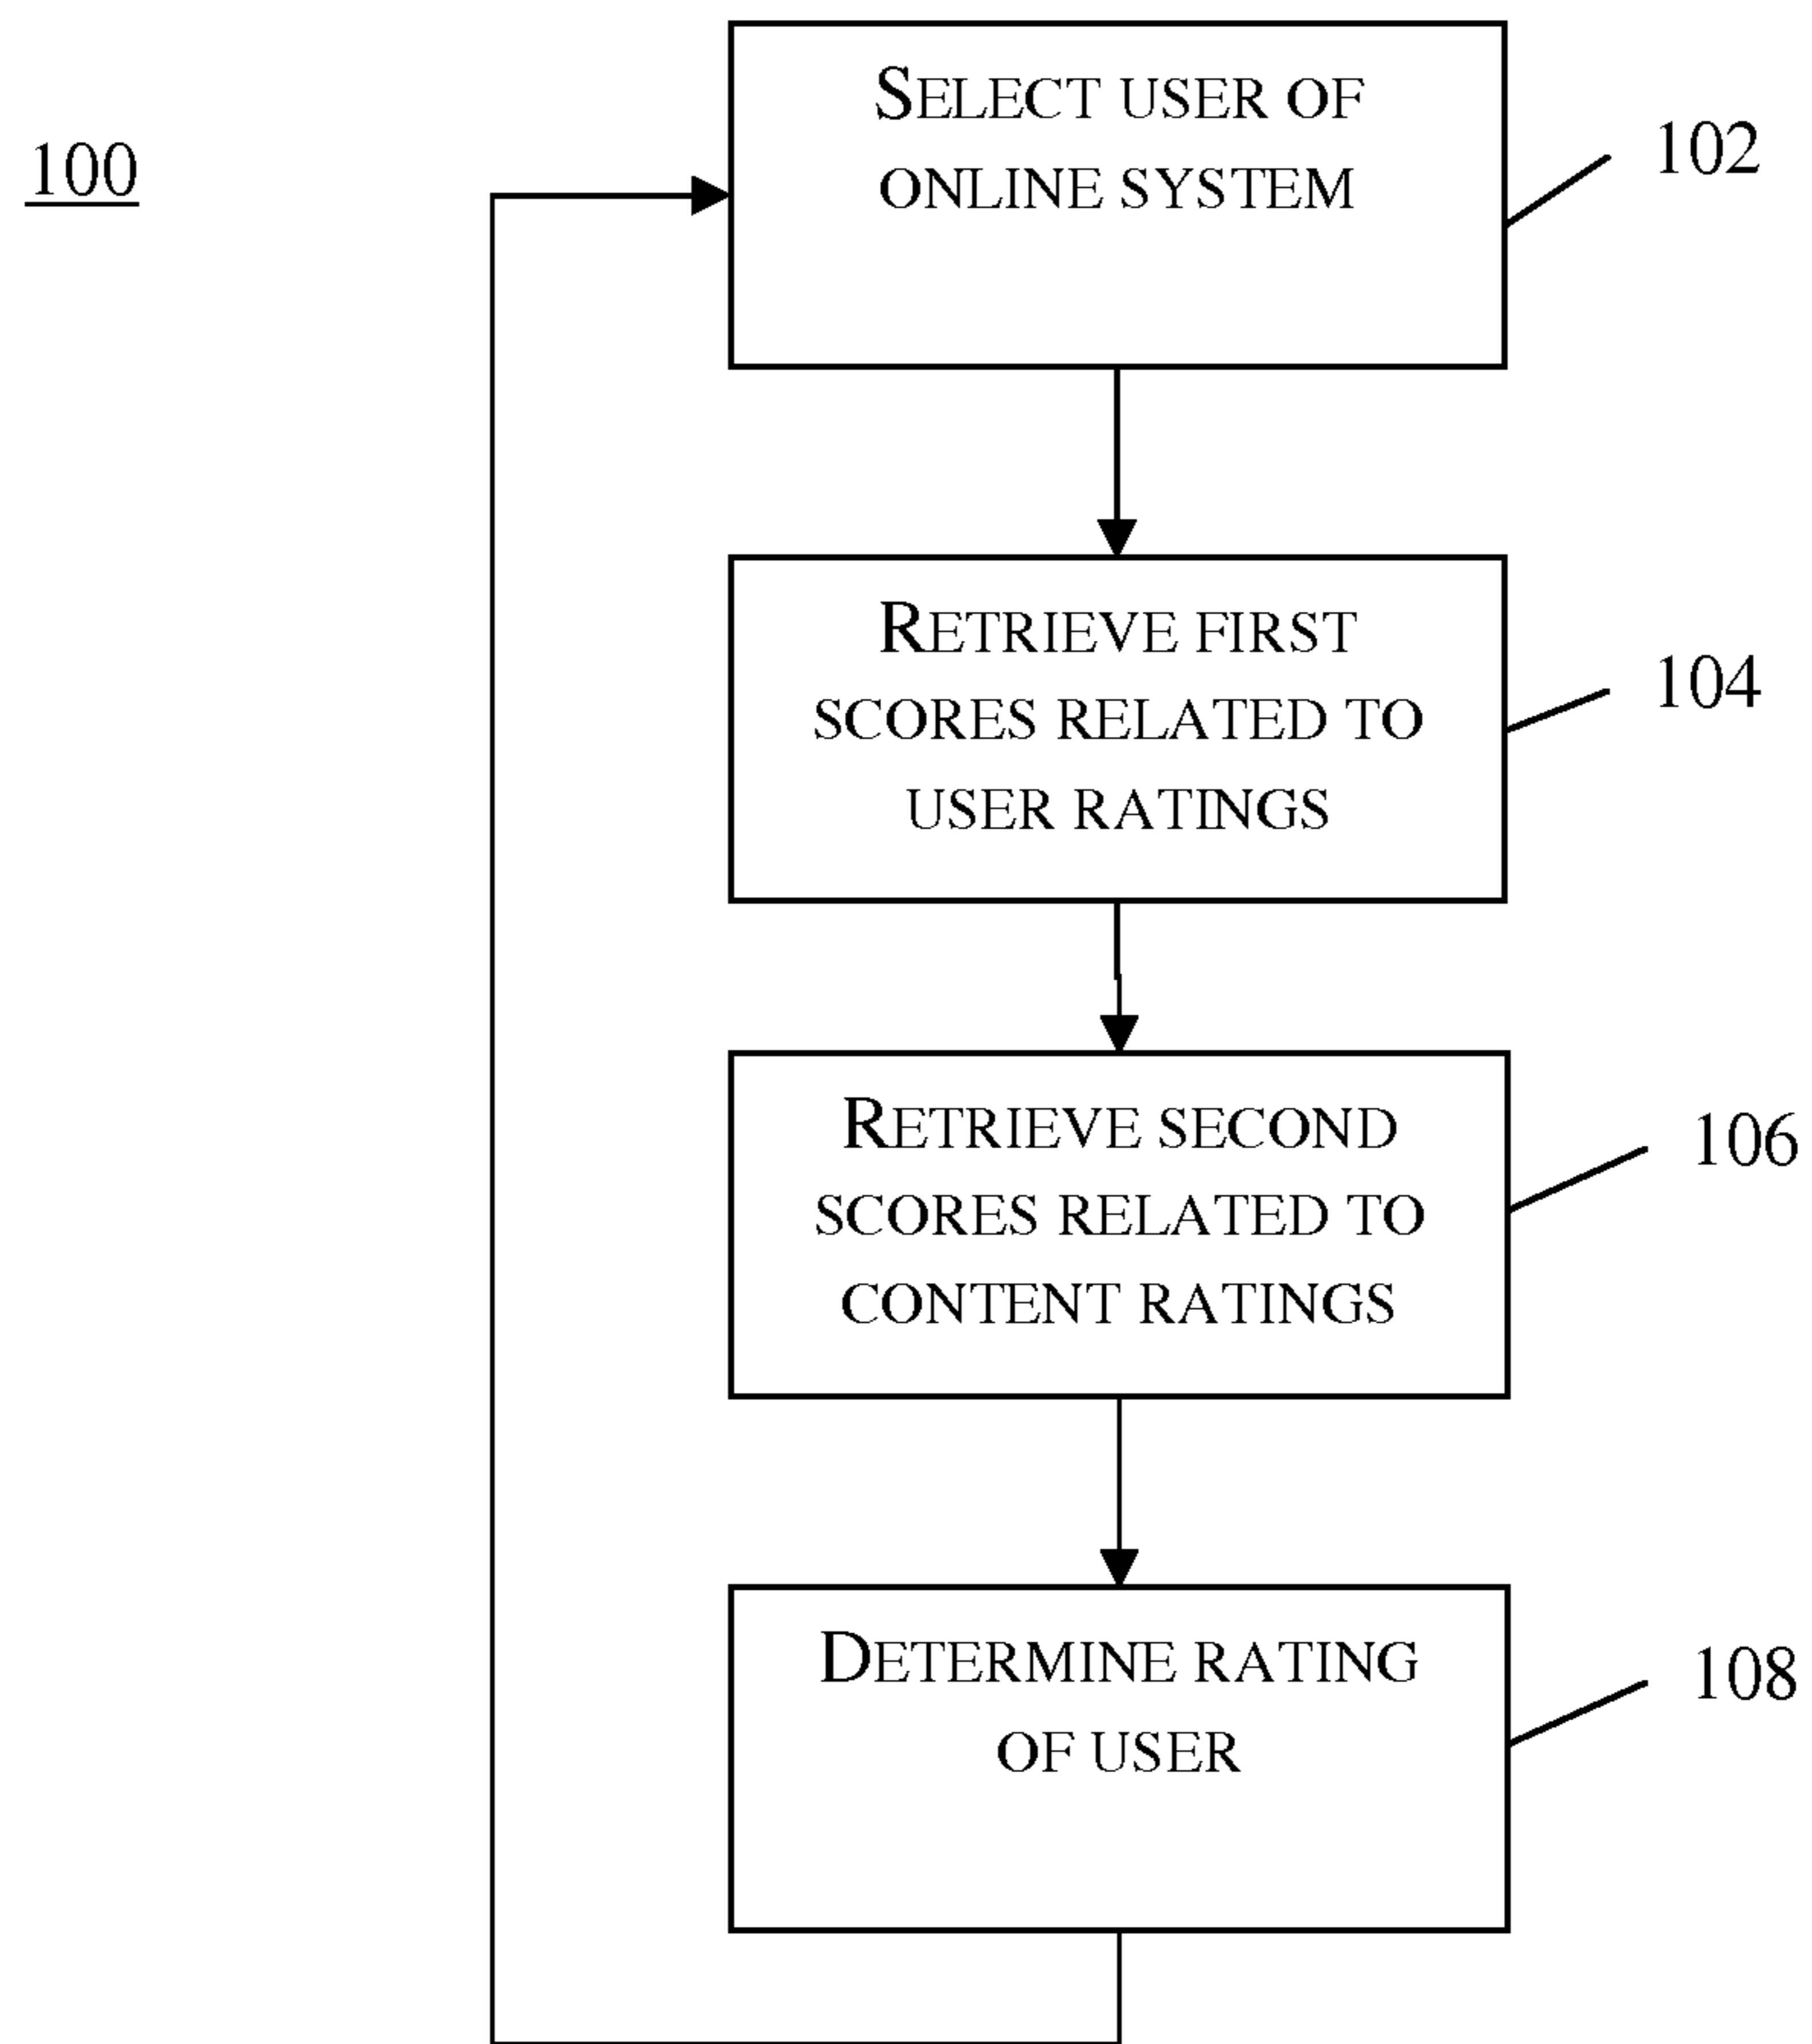 100
SELECT USER OF
ONLINE SYSTEM
102
RETRIEVE FIRST
SCORES RELATED TO
USER RATINGS
104
RETRIEVE SECOND
SCORES RELATED TO
CONTENT RATINGS
106
DETERMINE RATING
OF USER
108